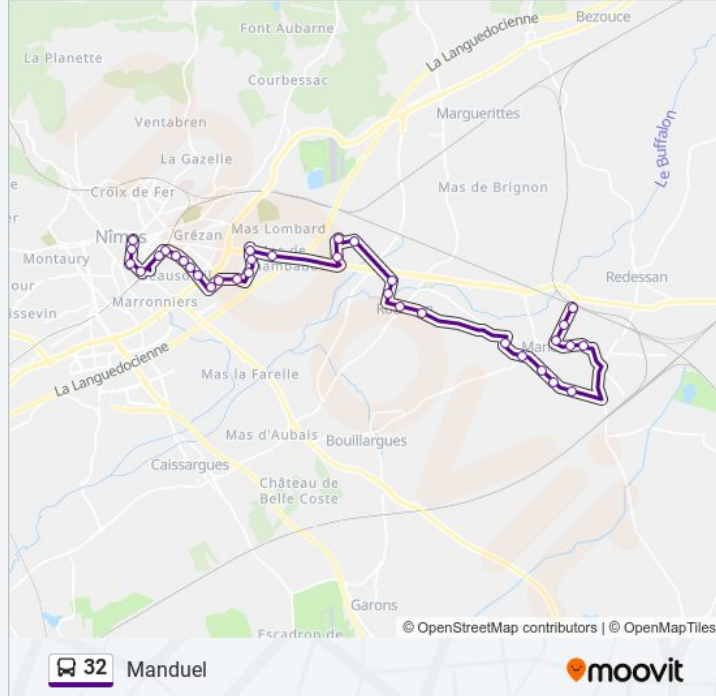 Font Aubarne
Bezouce
La Languedocienne
La Planette
Courbessac
Marguerittes
Ventabren
Le Buffalon
La Gazelle
Mas de Brignon
Croix de Fer
Nîmes
Grézan
Mas Lombard
Montaury
Redessan
Marronniers
La Languedocienne
Mas la Farelle
Mas d'Aubais
Bouillargues
Caissargues
Château de
Belle Coste
Garons
Escadron de
© OpenStreetMap contributors | © OpenMapTiles
32 Manduel
moovit